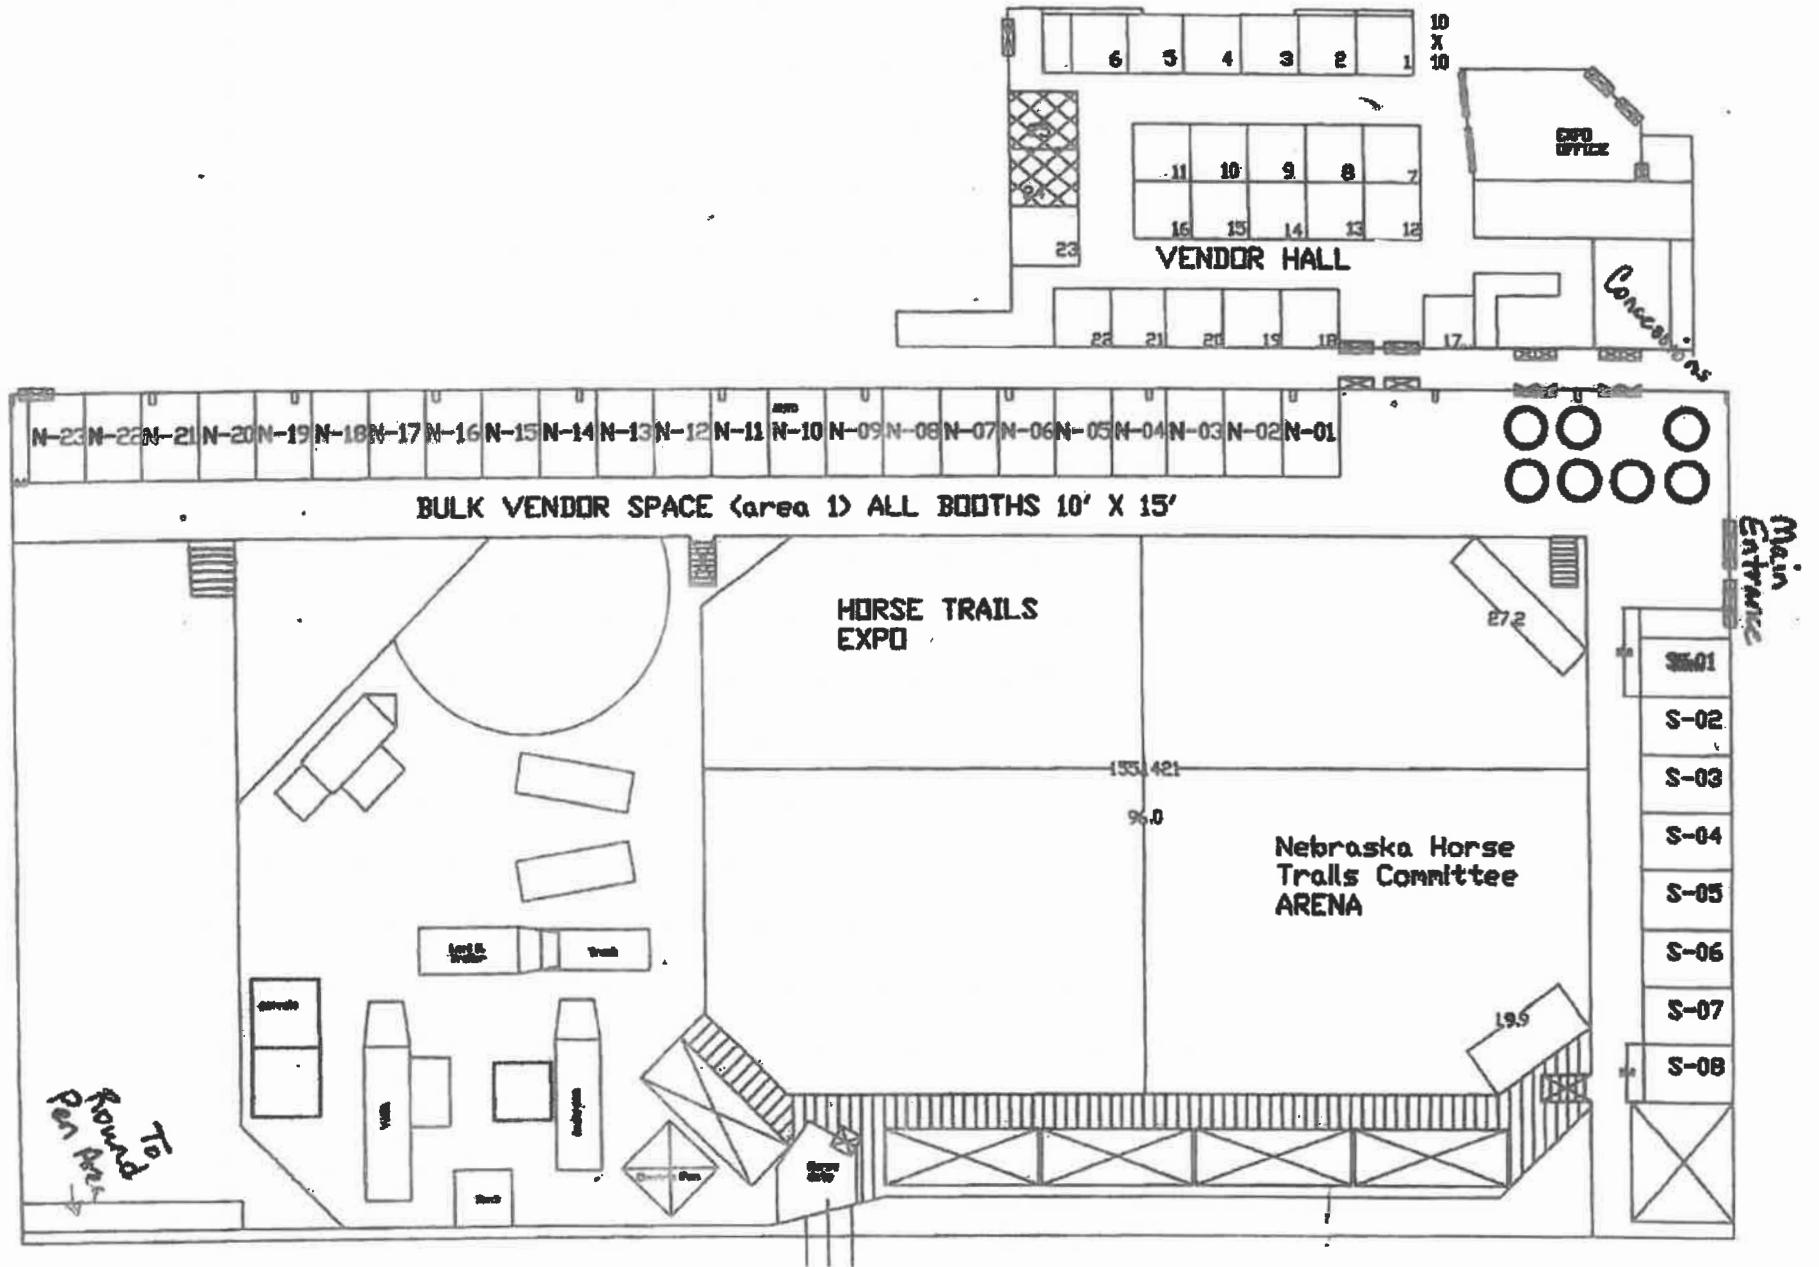 10
X
10
6 5 4 3 2 1
EXPO
OFFICE
11 10 9 8 7
16 15 14 13 12
23
VENDOR HALL
Concessions
22 21 20 19 18 17
N-23 N-22 N-21 N-20 N-19 N-18 N-17 N-16 N-15 N-14 N-13 N-12 N-11 N-10 N-09 N-08 N-07 N-06 N-05 N-04 N-03 N-02 N-01
BULK VENDOR SPACE (area 1) ALL BOOTHS 10' X 15'
Main
Entrance
HORSE TRAILS
EXPO
27.2
S-01
S-02
S-03
S-04
S-05
S-06
S-07
S-08
96.0
Nebraska Horse
Trails Committee
ARENA
19.9
Truck
To
Round
Pen Area